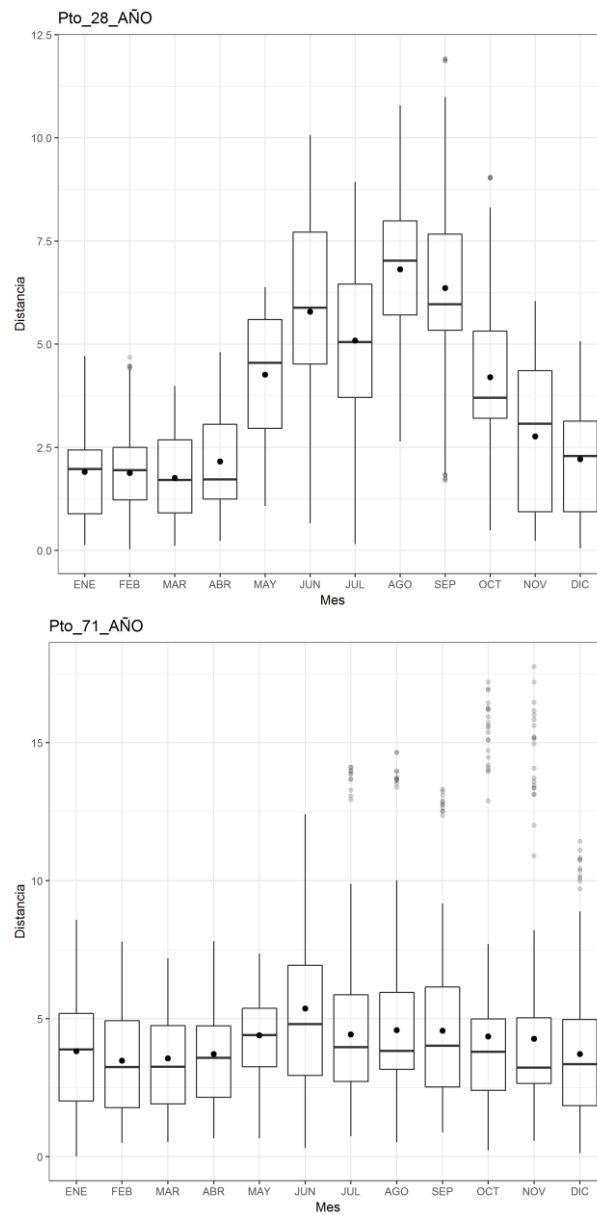 Pto_28_AÑO
12.5
10.0
7.5
5.0
2.5
0.0
Distancia
ENE FEB MAR ABR MAY JUN JUL AGO SEP OCT NOV DIC
Mes
Pto_71_AÑO
15
10
5
0
Distancia
ENE FEB MAR ABR MAY JUN JUL AGO SEP OCT NOV DIC
Mes